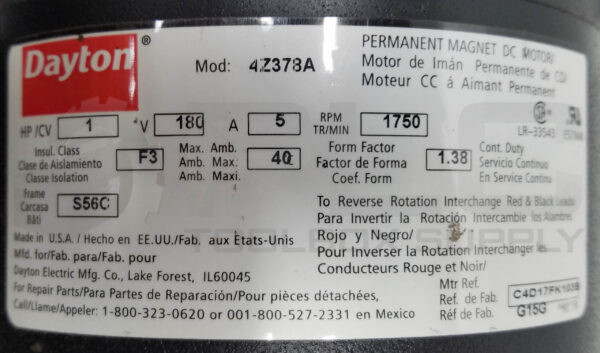 Dayton®
Mod: 4Z378A
PERMANENT MAGNET DC MOTOR/
Motor de Imán Permanente de CD/
Moteur CC á Aimant Permanent
HP /CV 1 V 180 A 5 RPM TR/MIN 1750
LR-33543
Insul. Class
Clase de Aislamiento
Classe Isolation
F3
Max. Amb.
Amb. Max.
Amb. Maxi.
40
Form Factor
Factor de Forma
Coef. Form
1.38
Cont. Duty
Servicio Continuo
En Service Continu
Frame
Carcasa
Bâti
S56C
To Reverse Rotation Interchange Red & Black Leads/
Para Invertir la Rotación Intercambie los Alambres
Rojo y Negro/
Pour Inverser la Rotation Interchanger les
Conducteurs Rouge et Noir/
Made in U.S.A. / Hecho en EE.UU./Fab. aux États-Unis
Mfd. for/Fab. para/Fab. pour
Dayton Electric Mfg. Co., Lake Forest, IL60045
For Repair Parts/Para Partes de Reparación/Pour pièces détachées,
Call/Llame/Appeler: 1-800-323-0620 or 001-800-527-2331 en Mexico
Mtr Ref.
Ref. de Fab.
Réf de Fab.
C4D17FK103B
G15G
TOOLERY SUPPLY